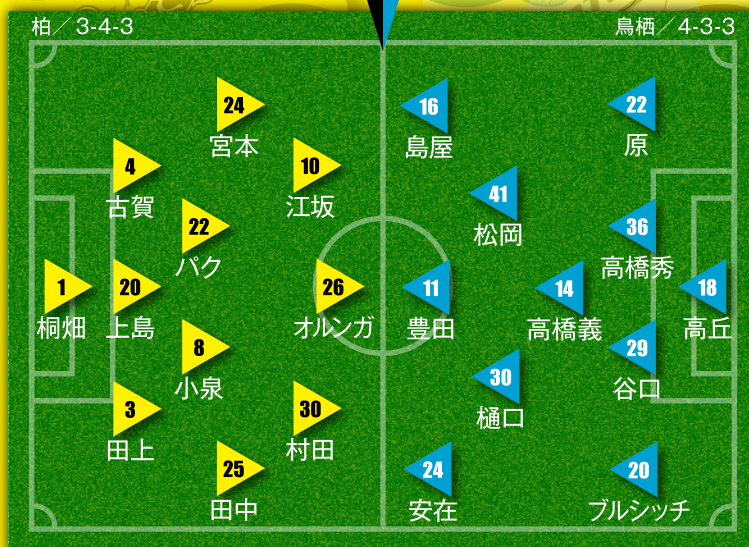 柏／3-4-3
鳥栖／4-3-3
24
宮本
4
古賀
10
江坂
22
パク
1
桐畑
20
上島
26
オルンガ
8
小泉
3
田上
30
村田
25
田中
16
島屋
22
原
41
松岡
36
高橋秀
11
豊田
14
高橋義
18
高丘
30
樋口
29
谷口
24
安在
20
ブルシッチ